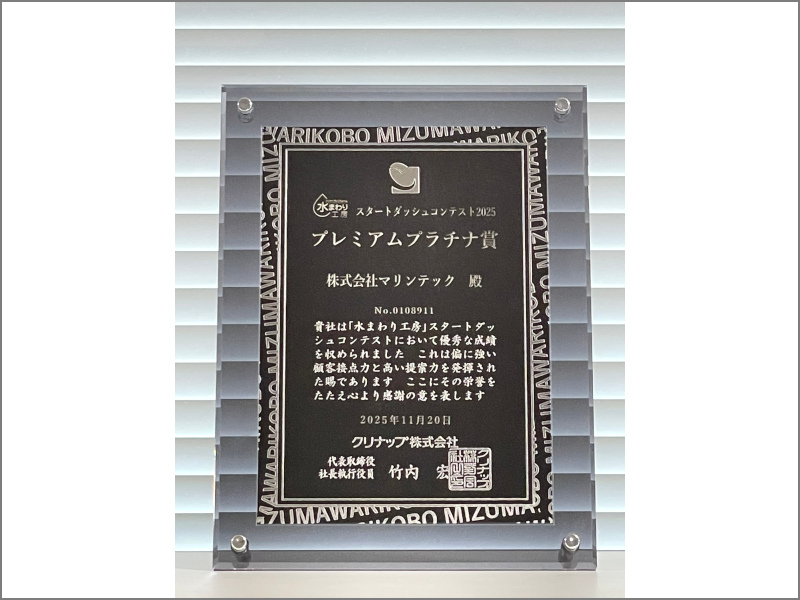 水まわり工房
スタートダッシュコンテスト2025
プレミアムプラチナ賞
株式会社マリンテック 殿
No.0108911
貴社は「水まわり工房」スタートダッ
シュコンテストにおいて優秀な成績
を収められました これは偏に強い
顧客接点力と高い提案力を発揮され
た賜であります ここにその栄誉を
たたえ心より感謝の意を表します
2025年11月20日
クリナップ株式会社
代表取締役
社長執行役員 竹内 宏
MIZUMAWARIKOBO MIZUMAWARIKOBO